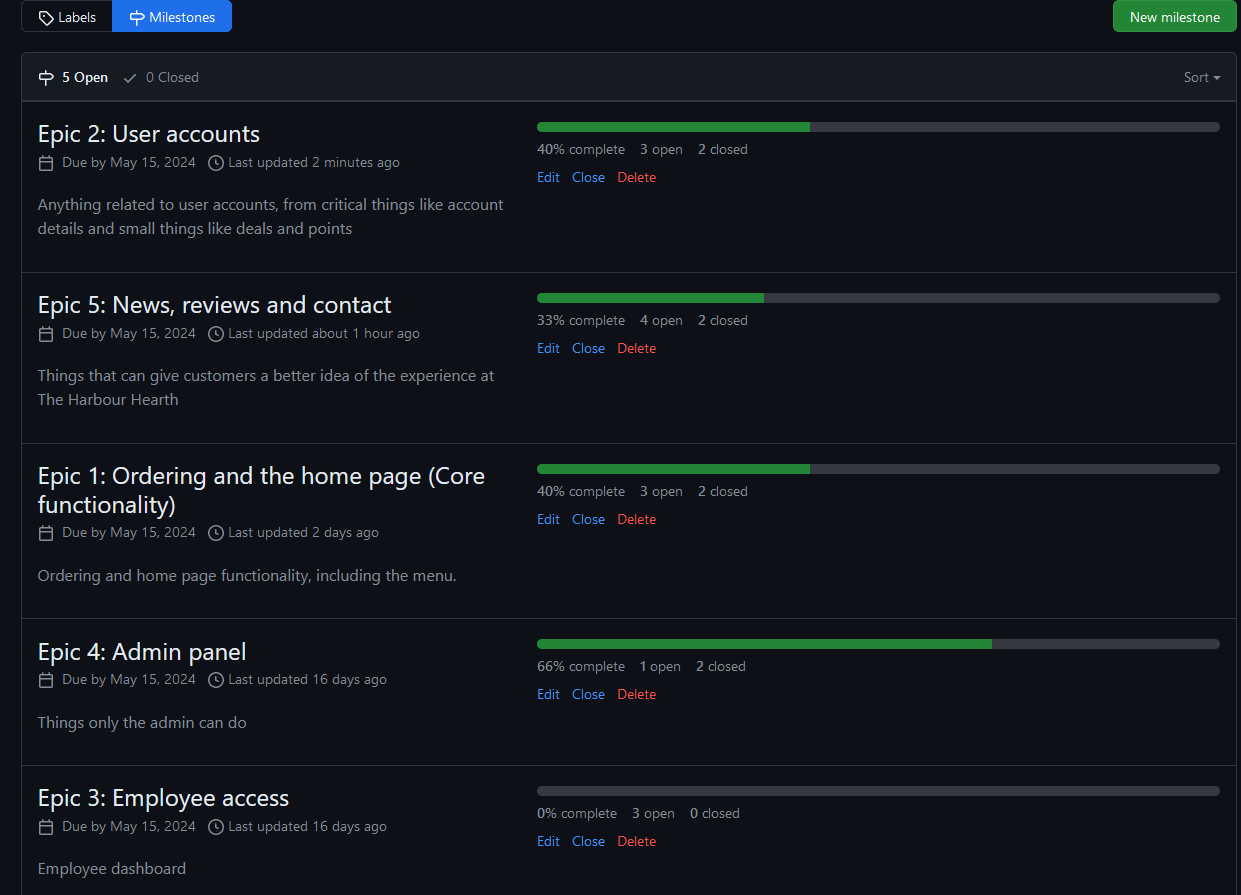 Labels Milestones New milestone
5 Open 0 Closed Sort
Epic 2: User accounts
Due by May 15, 2024 Last updated 2 minutes ago
Anything related to user accounts, from critical things like account
details and small things like deals and points
40% complete 3 open 2 closed
Edit Close Delete
Epic 5: News, reviews and contact
Due by May 15, 2024 Last updated about 1 hour ago
Things that can give customers a better idea of the experience at
The Harbour Hearth
33% complete 4 open 2 closed
Edit Close Delete
Epic 1: Ordering and the home page (Core
functionality)
Due by May 15, 2024 Last updated 2 days ago
Ordering and home page functionality, including the menu.
40% complete 3 open 2 closed
Edit Close Delete
Epic 4: Admin panel
Due by May 15, 2024 Last updated 16 days ago
Things only the admin can do
66% complete 1 open 2 closed
Edit Close Delete
Epic 3: Employee access
Due by May 15, 2024 Last updated 16 days ago
Employee dashboard
0% complete 3 open 0 closed
Edit Close Delete